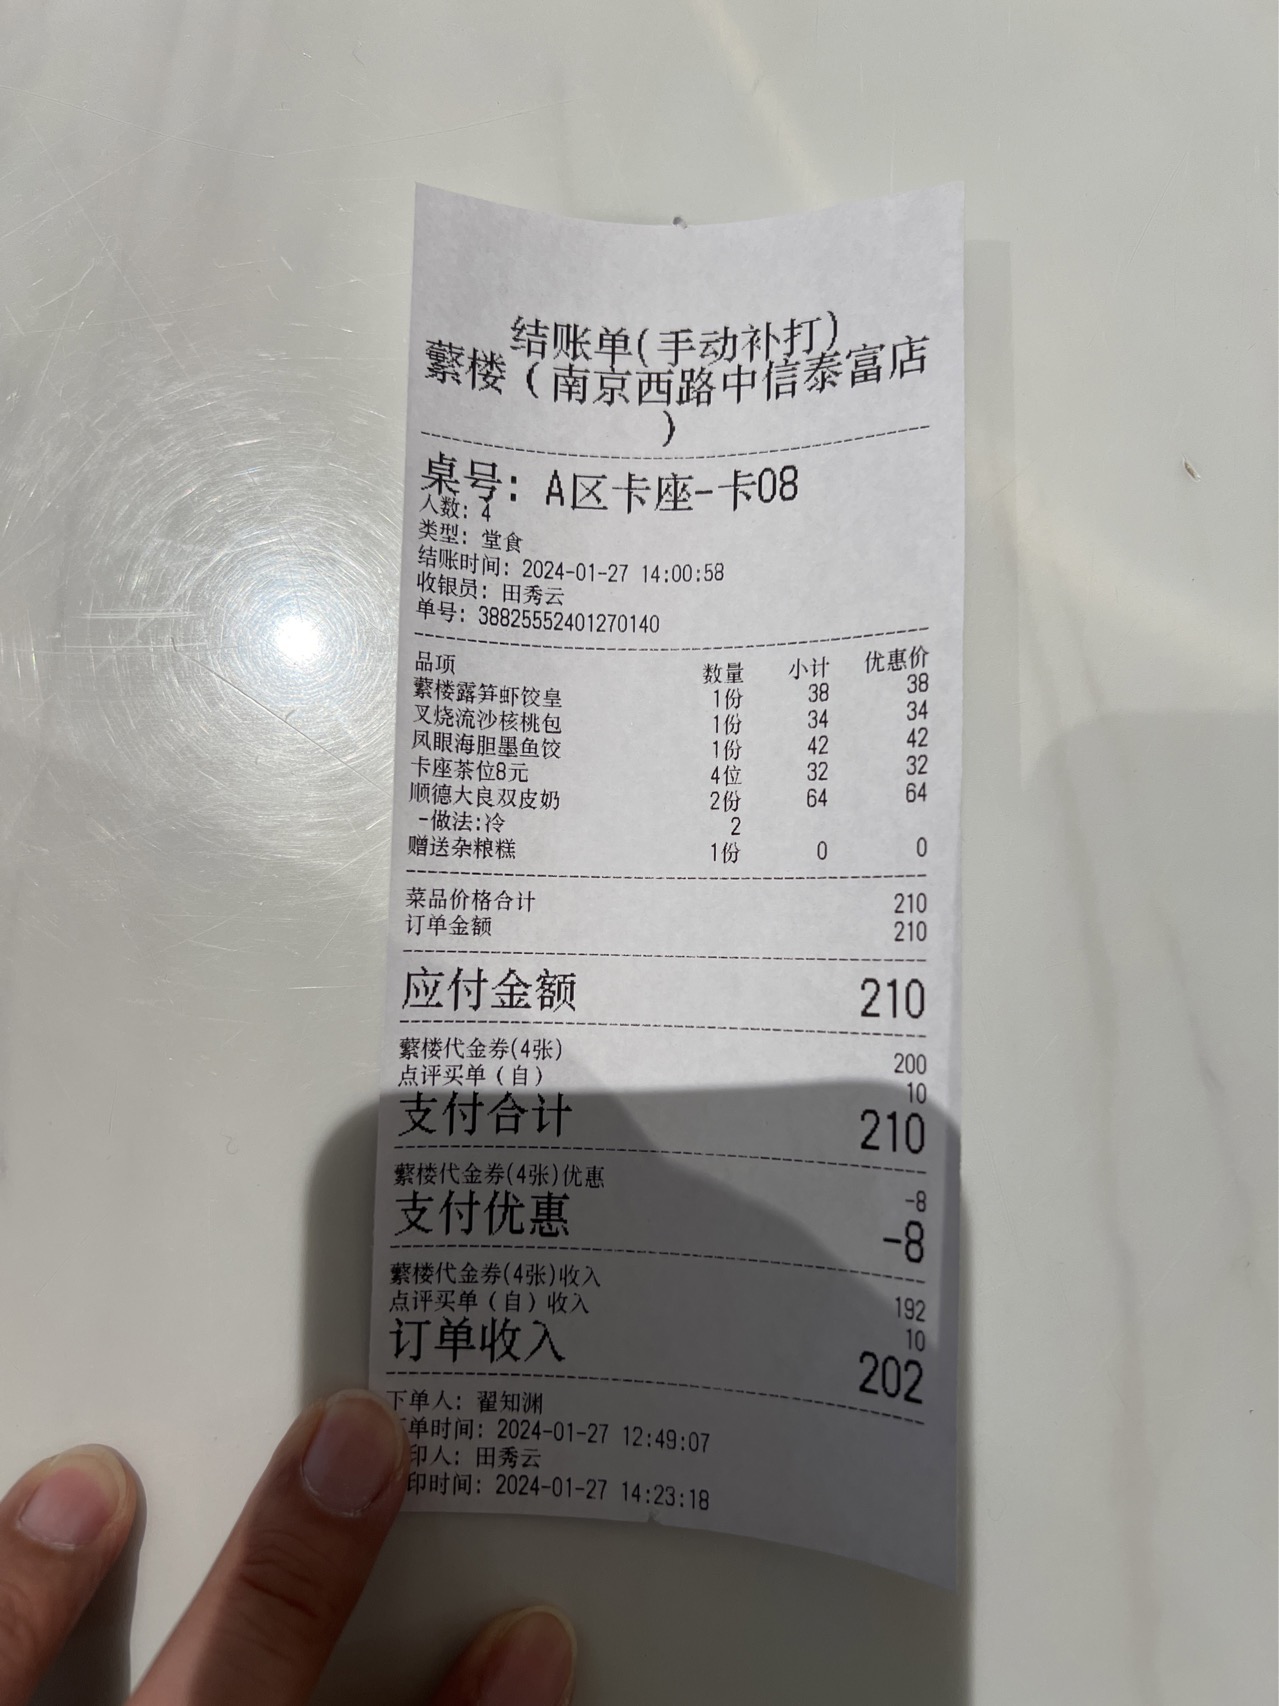 结账单(手动补打)
蘩楼（南京西路中信泰富店
）
桌号: A区卡座-卡08
人数: 4
类型: 堂食
结账时间: 2024-01-27 14:00:58
收银员: 田秀云
单号: 38825552401270140
品项 数量 小计 优惠价
蘩楼露笋虾饺皇 1份 38 38
叉烧流沙核桃包 1份 34 34
凤眼海胆墨鱼饺 1份 42 42
卡座茶位8元 4位 32 32
顺德大良双皮奶 2份 64 64
-做法:冷 2
赠送杂粮糕 1份 0 0
菜品价格合计 210
订单金额 210
应付金额 210
蘩楼代金券(4张) 200
点评买单（自） 10
支付合计 210
蘩楼代金券(4张)优惠 -8
支付优惠 -8
蘩楼代金券(4张)收入 192
点评买单（自）收入 10
订单收入 202
下单人: 翟知渊
单时间: 2024-01-27 12:49:07
印人: 田秀云
印时间: 2024-01-27 14:23:18